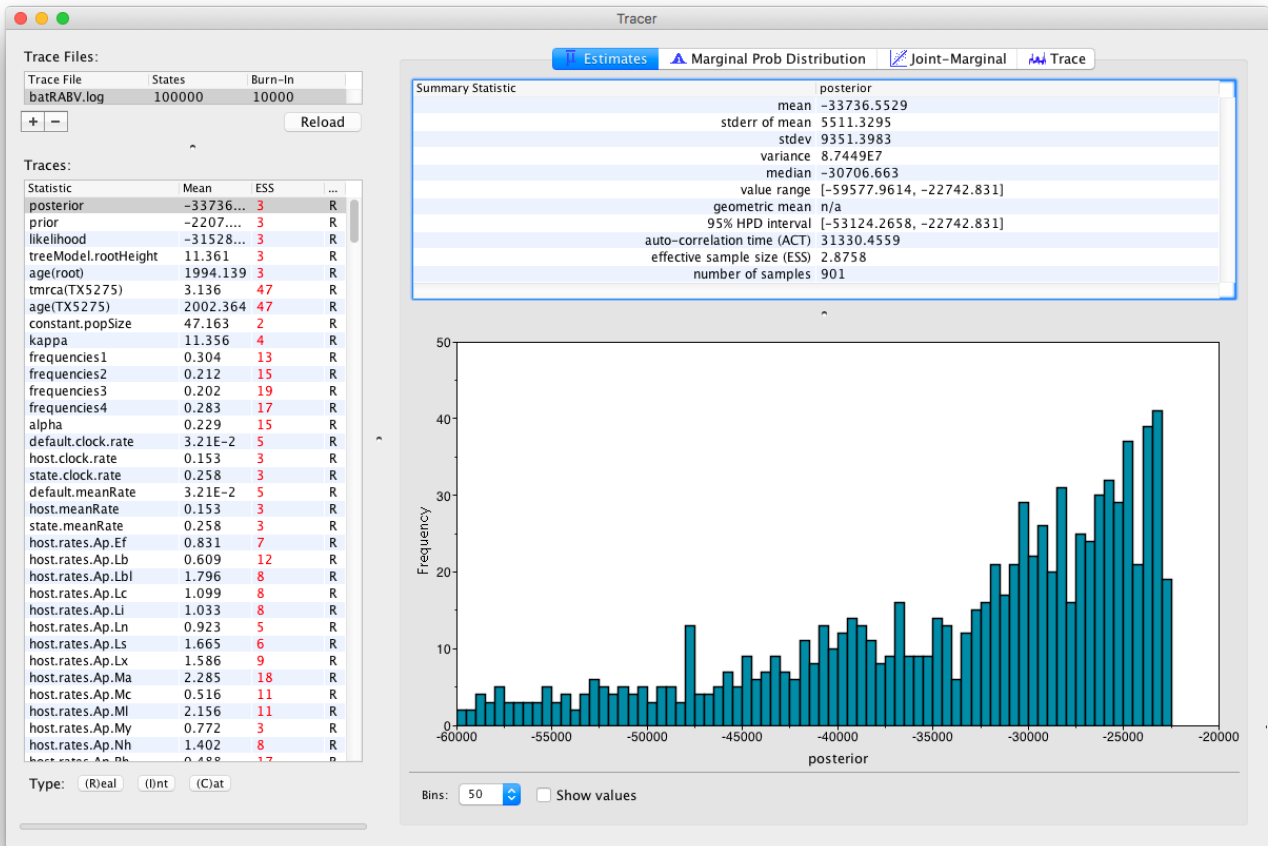 Tracer
Trace Files:
Trace File States Burn-In
batRABV.log 100000 10000
+ −
Reload
Traces:
Statistic Mean ESS ...
posterior -33736... 3 R
prior -2207.... 3 R
likelihood -31528... 3 R
treeModel.rootHeight 11.361 3 R
age(root) 1994.139 3 R
tmrca(TX5275) 3.136 47 R
age(TX5275) 2002.364 47 R
constant.popSize 47.163 2 R
kappa 11.356 4 R
frequencies1 0.304 13 R
frequencies2 0.212 15 R
frequencies3 0.202 19 R
frequencies4 0.283 17 R
alpha 0.229 15 R
default.clock.rate 3.21E-2 5 R
host.clock.rate 0.153 3 R
state.clock.rate 0.258 3 R
default.meanRate 3.21E-2 5 R
host.meanRate 0.153 3 R
state.meanRate 0.258 3 R
host.rates.Ap.Ef 0.831 7 R
host.rates.Ap.Lb 0.609 12 R
host.rates.Ap.Lbl 1.796 8 R
host.rates.Ap.Lc 1.099 8 R
host.rates.Ap.Li 1.033 8 R
host.rates.Ap.Ln 0.923 5 R
host.rates.Ap.Ls 1.665 6 R
host.rates.Ap.Lx 1.586 9 R
host.rates.Ap.Ma 2.285 18 R
host.rates.Ap.Mc 0.516 11 R
host.rates.Ap.Ml 2.156 11 R
host.rates.Ap.My 0.772 3 R
host.rates.Ap.Nh 1.402 8 R
host.rates.Ap.Ph 0.488 17 R
Type: (R)eal (I)nt (C)at
Estimates Marginal Prob Distribution Joint-Marginal Trace
Summary Statistic posterior
mean -33736.5529
stderr of mean 5511.3295
stdev 9351.3983
variance 8.7449E7
median -30706.663
value range [-59577.9614, -22742.831]
geometric mean n/a
95% HPD interval [-53124.2658, -22742.831]
auto-correlation time (ACT) 31330.4559
effective sample size (ESS) 2.8758
number of samples 901
50
40
30
20
10
0
Frequency
-60000 -55000 -50000 -45000 -40000 -35000 -30000 -25000 -20000
posterior
Bins: 50 Show values